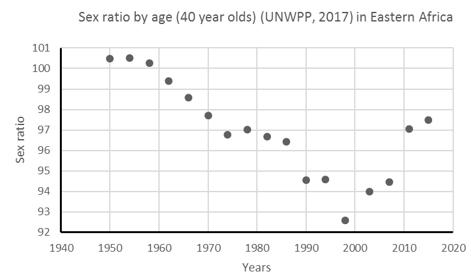 Sex ratio by age (40 year olds) (UNWPP, 2017) in Eastern Africa
101
100
99
98
97
96
95
94
93
92
Sex ratio
1940 1950 1960 1970 1980 1990 2000 2010 2020
Years